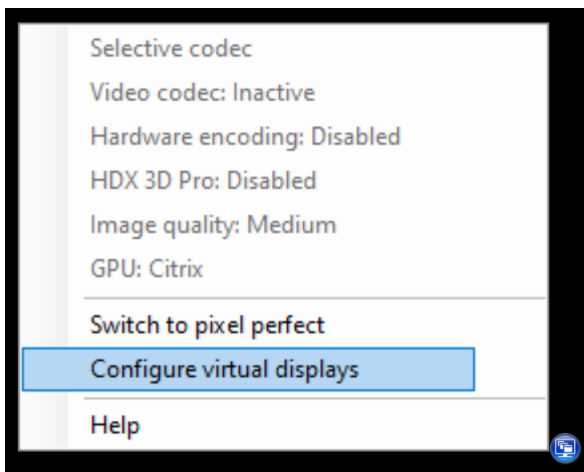 Selective codec
Video codec: Inactive
Hardware encoding: Disabled
HDX 3D Pro: Disabled
Image quality: Medium
GPU: Citrix
Switch to pixel perfect
Configure virtual displays
Help